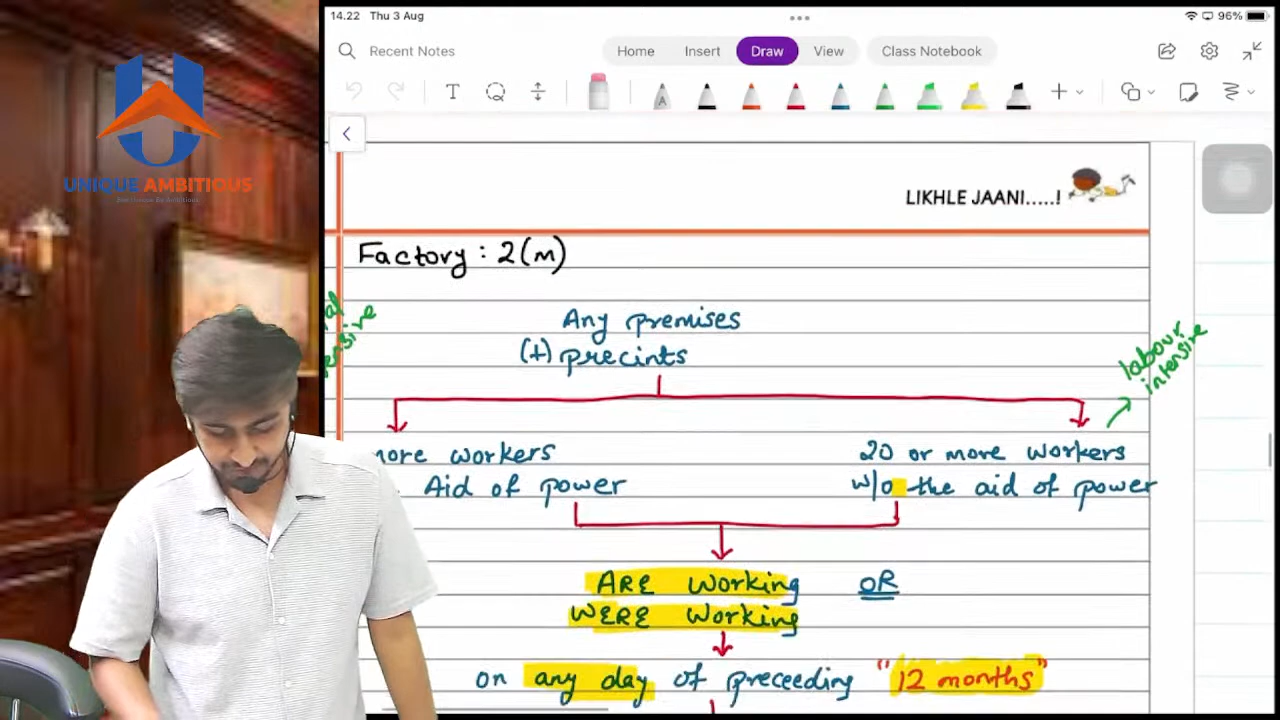 14.22 Thu 3 Aug
96%
Recent Notes
Home Insert Draw View Class Notebook
UNIQUE AMBITIOUS
LIKHLE JAANI.....!
Factory : 2(m)
Any premises
(+) precints
labour
intensive
more workers
Aid of power
20 or more workers
w/o the aid of power
ARE Working OR
WERE Working
on any day of preceeding "12 months"